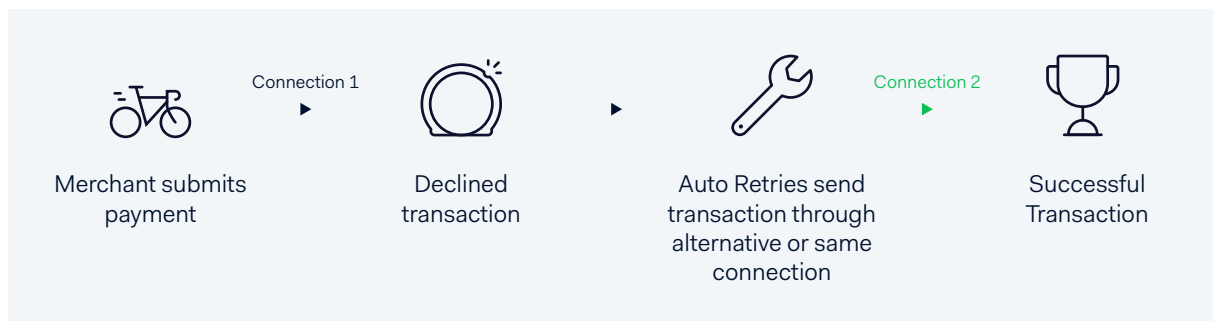 Connection 1
Connection 2
Merchant submits
payment
Declined
transaction
Auto Retries send
transaction through
alternative or same
connection
Successful
Transaction